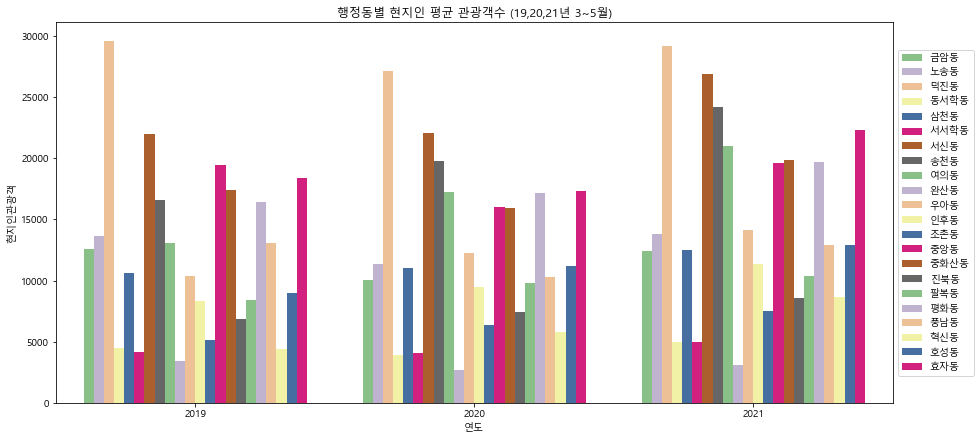 행정동별 현지인 평균 관광객수 (19,20,21년 3~5월)
현지인관광객
30000
25000
20000
15000
10000
5000
0
2019
2020
2021
연도
금암동
노송동
덕진동
동서학동
삼천동
서서학동
서신동
송천동
여의동
완산동
우아동
인후동
조촌동
중앙동
중화산동
진북동
팔복동
평화동
풍남동
혁신동
호성동
효자동